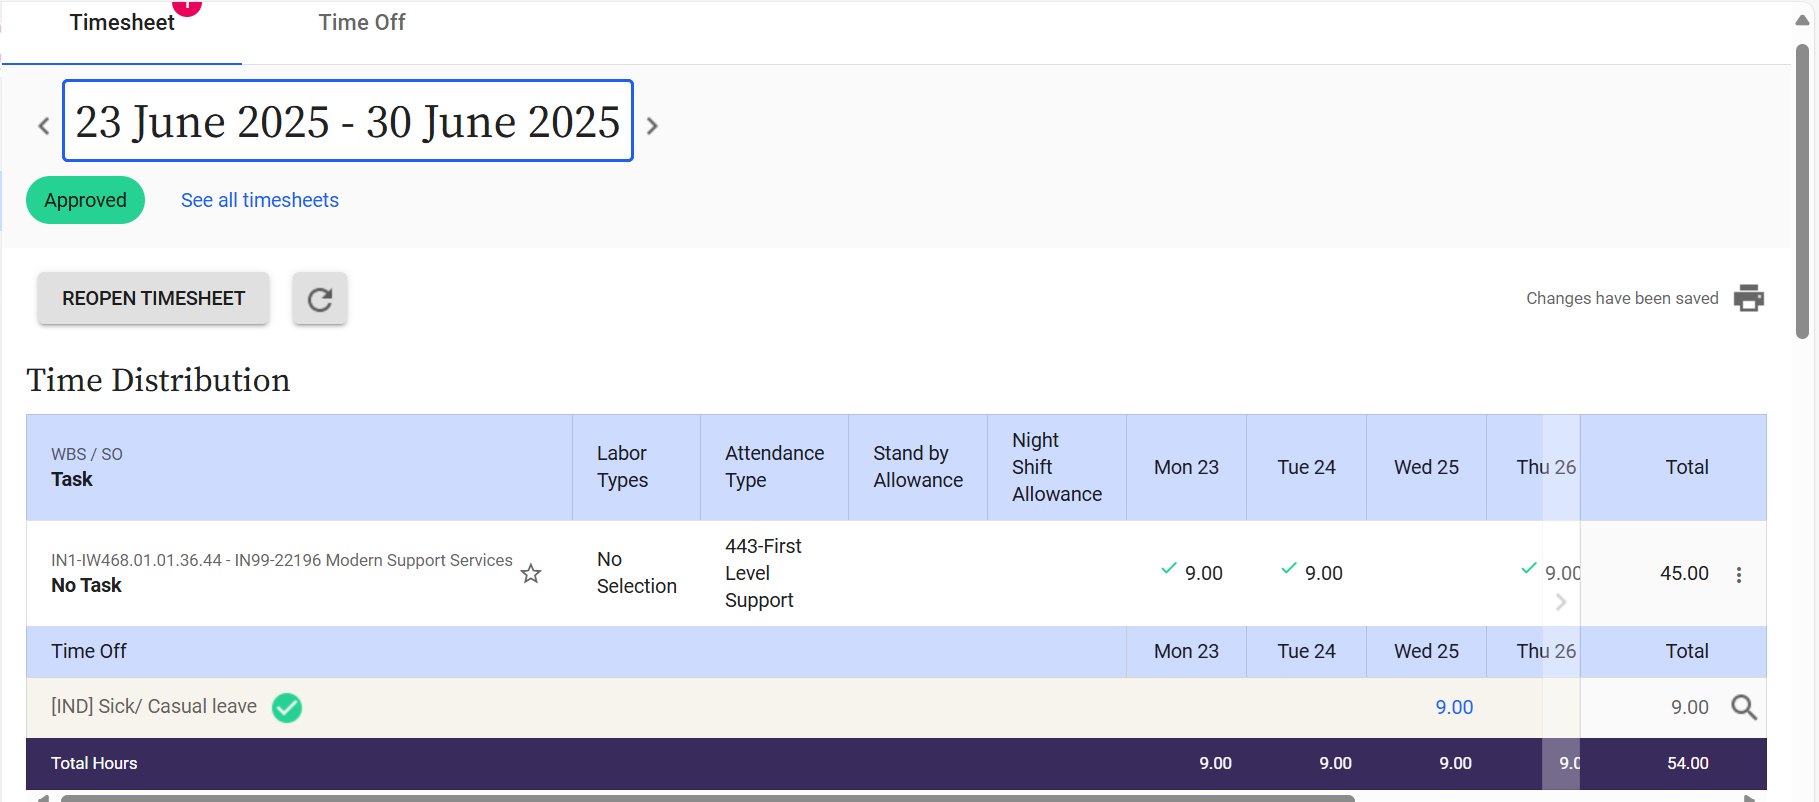 Timesheet
Time Off
23 June 2025 - 30 June 2025
Approved
See all timesheets
REOPEN TIMESHEET
Changes have been saved
Time Distribution
WBS / SO
Task
Labor
Types
Attendance
Type
Stand by
Allowance
Night
Shift
Allowance
Mon 23
Tue 24
Wed 25
Thu 26
Total
IN1-IW468.01.01.36.44 - IN99-22196 Modern Support Services
No Task
No
Selection
443-First
Level
Support
9.00
9.00
9.00
45.00
Time Off
Mon 23
Tue 24
Wed 25
Thu 26
Total
[IND] Sick/ Casual leave
9.00
9.00
Total Hours
9.00
9.00
9.00
9.0
54.00